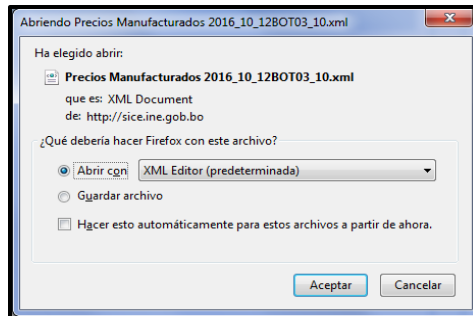 Abriendo Precios Manufacturados 2016_10_12BOT03_10.xml
Ha elegido abrir:
Precios Manufacturados 2016_10_12BOT03_10.xml
que es: XML Document
de: http://sice.ine.gob.bo
¿Qué debería hacer Firefox con este archivo?
Abrir con XML Editor (predeterminada)
Guardar archivo
Hacer esto automáticamente para estos archivos a partir de ahora.
Aceptar Cancelar